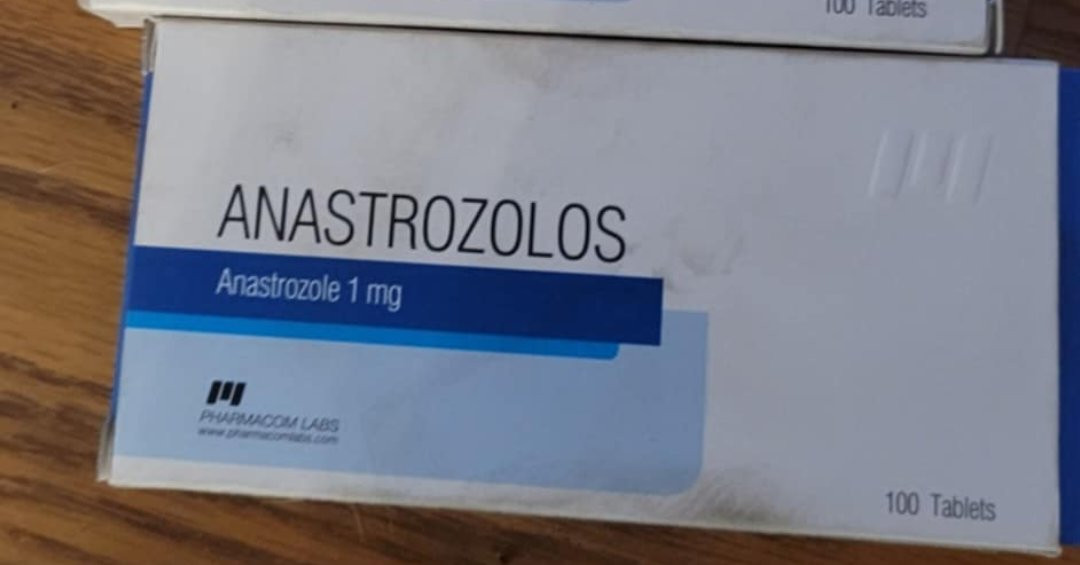 100 Tablets
ANASTROZOLOS
Anastrozole 1 mg
PHARMACOM LABS
www.pharmacomlabs.com
100 Tablets